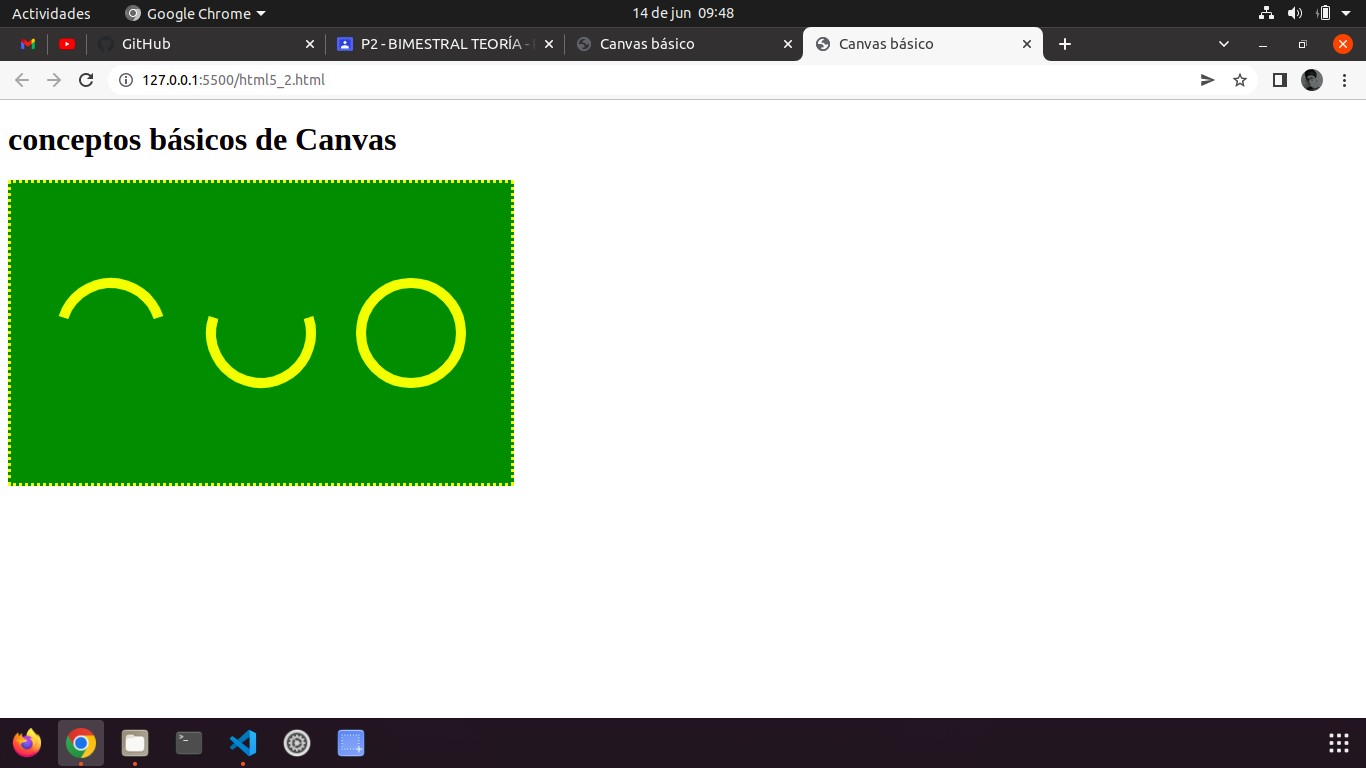 Actividades Google Chrome 14 de jun 09:48
GitHub P2 - BIMESTRAL TEORÍA - Canvas básico Canvas básico
127.0.0.1:5500/html5_2.html
conceptos básicos de Canvas